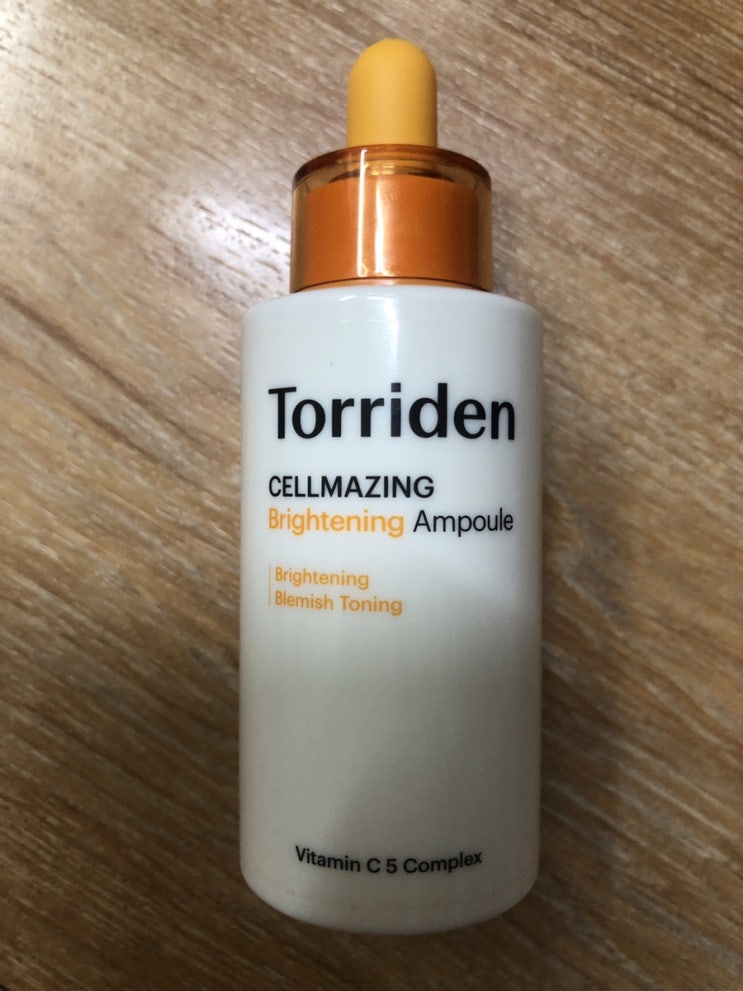 Torriden
CELLMAZING
Brightening Ampoule
Brightening
Blemish Toning
Vitamin C 5 Complex